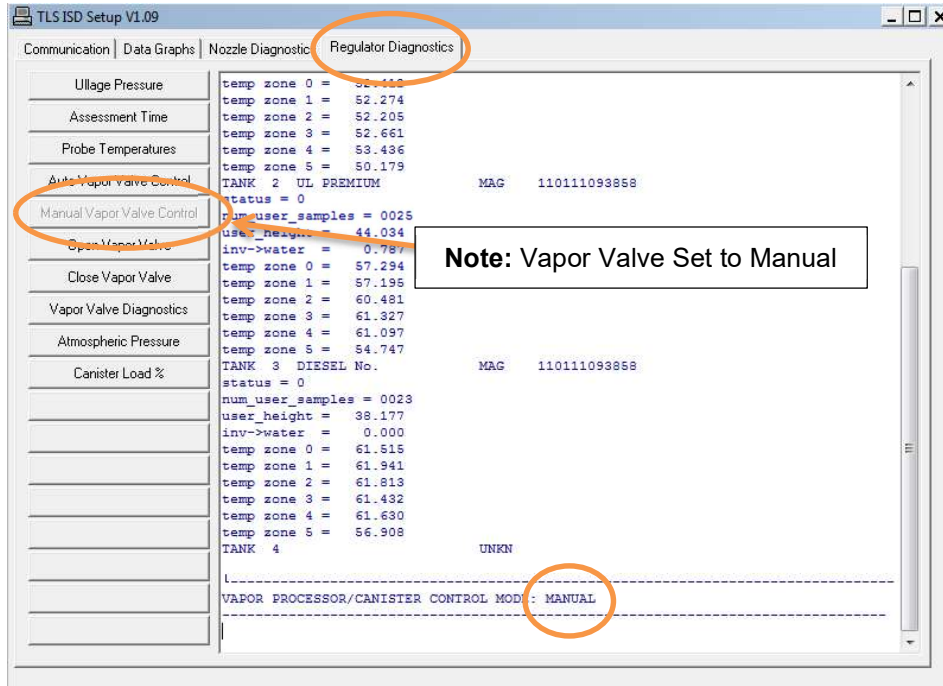 TLS ISD Setup V1.09
Communication
Data Graphs
Nozzle Diagnostic
Regulator Diagnostics
Ullage Pressure
Assessment Time
Probe Temperatures
Auto Vapor Valve Control
Manual Vapor Valve Control
Open Vapor Valve
Close Vapor Valve
Vapor Valve Diagnostics
Atmospheric Pressure
Canister Load %
temp zone 0 =
temp zone 1 = 52.274
temp zone 2 = 52.205
temp zone 3 = 52.661
temp zone 4 = 53.436
temp zone 5 = 50.179
TANK 2 UL PREMIUM MAG 110111093858
status = 0
num_user_samples = 0025
user_height = 44.034
inv->water = 0.787
temp zone 0 = 57.294
temp zone 1 = 57.195
temp zone 2 = 60.481
temp zone 3 = 61.327
temp zone 4 = 61.097
temp zone 5 = 54.747
TANK 3 DIESEL No. MAG 110111093858
status = 0
num_user_samples = 0023
user_height = 38.177
inv->water = 0.000
temp zone 0 = 61.515
temp zone 1 = 61.941
temp zone 2 = 61.813
temp zone 3 = 61.432
temp zone 4 = 61.630
temp zone 5 = 56.908
TANK 4 UNKN
VAPOR PROCESSOR/CANISTER CONTROL MODE: MANUAL
Note: Vapor Valve Set to Manual